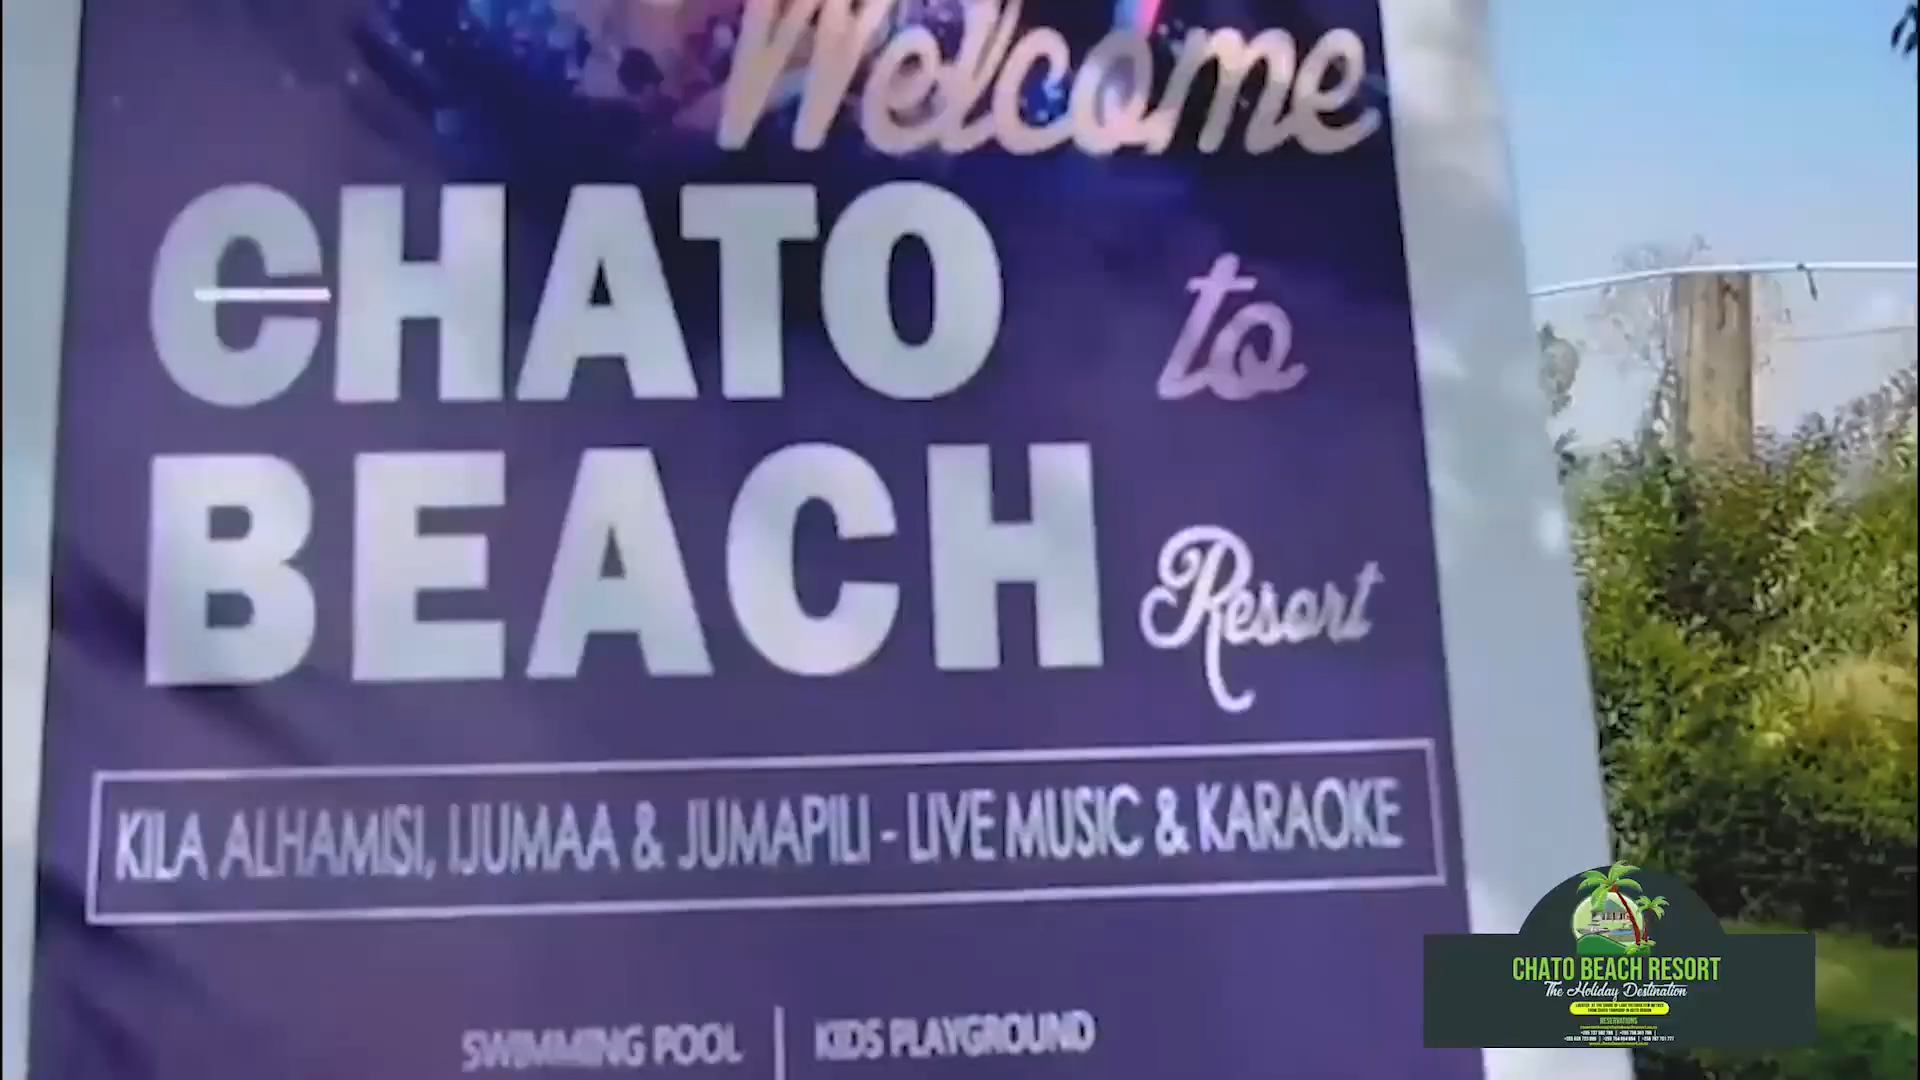 Welcome
CHATO to
BEACH Resort
KILA ALHAMISI, IJUMAA & JUMAPILI - LIVE MUSIC & KARAOKE
SWIMMING POOL | KIDS PLAYGROUND
CHATO BEACH RESORT
The Holiday Destination
RESERVATIONS